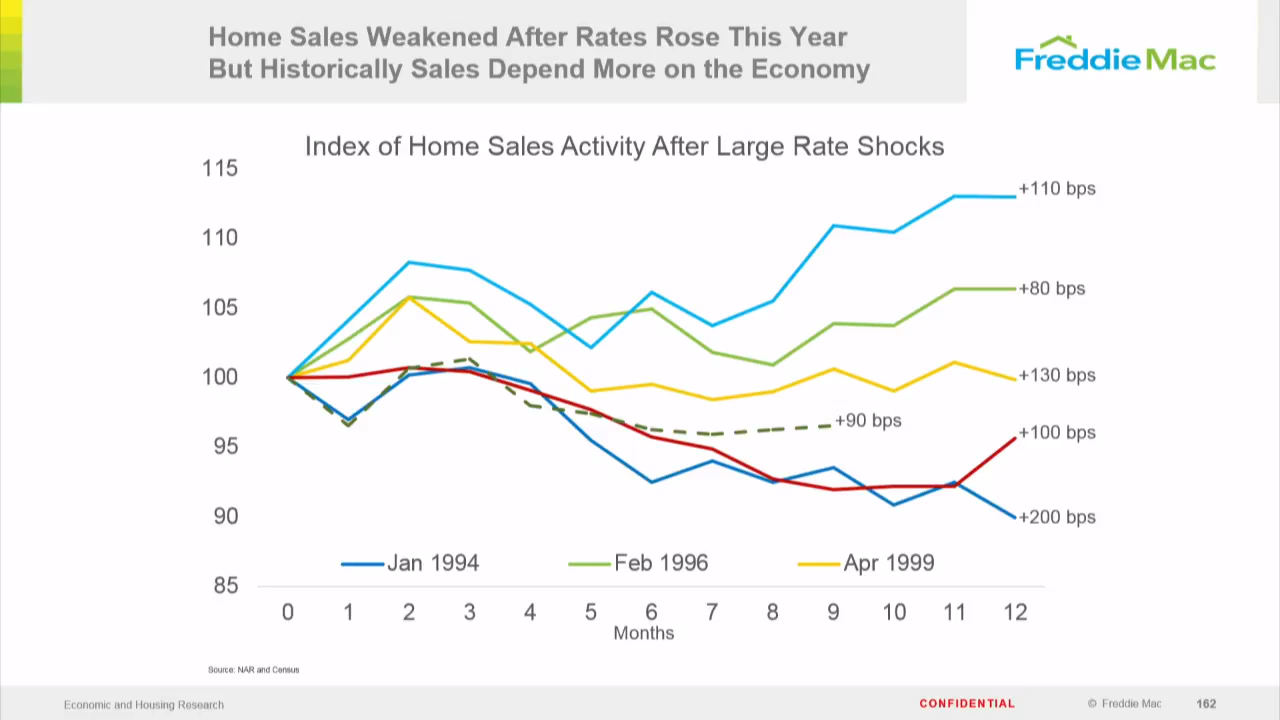 Home Sales Weakened After Rates Rose This Year
But Historically Sales Depend More on the Economy
Freddie Mac
Index of Home Sales Activity After Large Rate Shocks
115
110
105
100
95
90
85
+110 bps
+80 bps
+130 bps
+90 bps
+100 bps
+200 bps
Jan 1994 Feb 1996 Apr 1999
0 1 2 3 4 5 6 7 8 9 10 11 12
Months
Source: NAR and Census
Economic and Housing Research CONFIDENTIAL © Freddie Mac 162